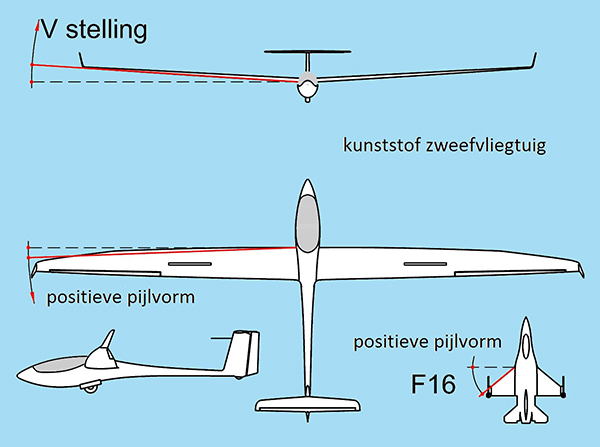 V stelling
kunststof zweefvliegtuig
positieve pijlvorm
positieve pijlvorm
F16